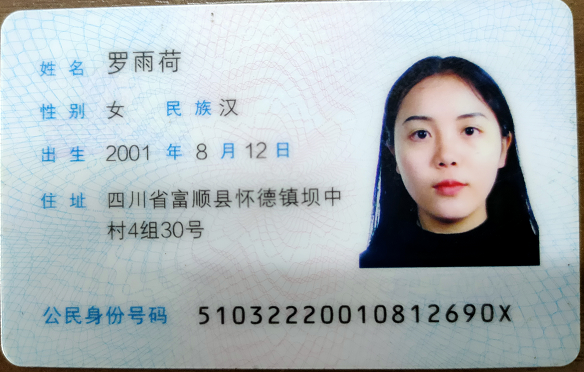 姓名 罗雨荷
性别 女 民族 汉
出生 2001 年 8 月 12 日
住址 四川省富顺县怀德镇坝中
村4组30号
公民身份号码 51032220010812690X